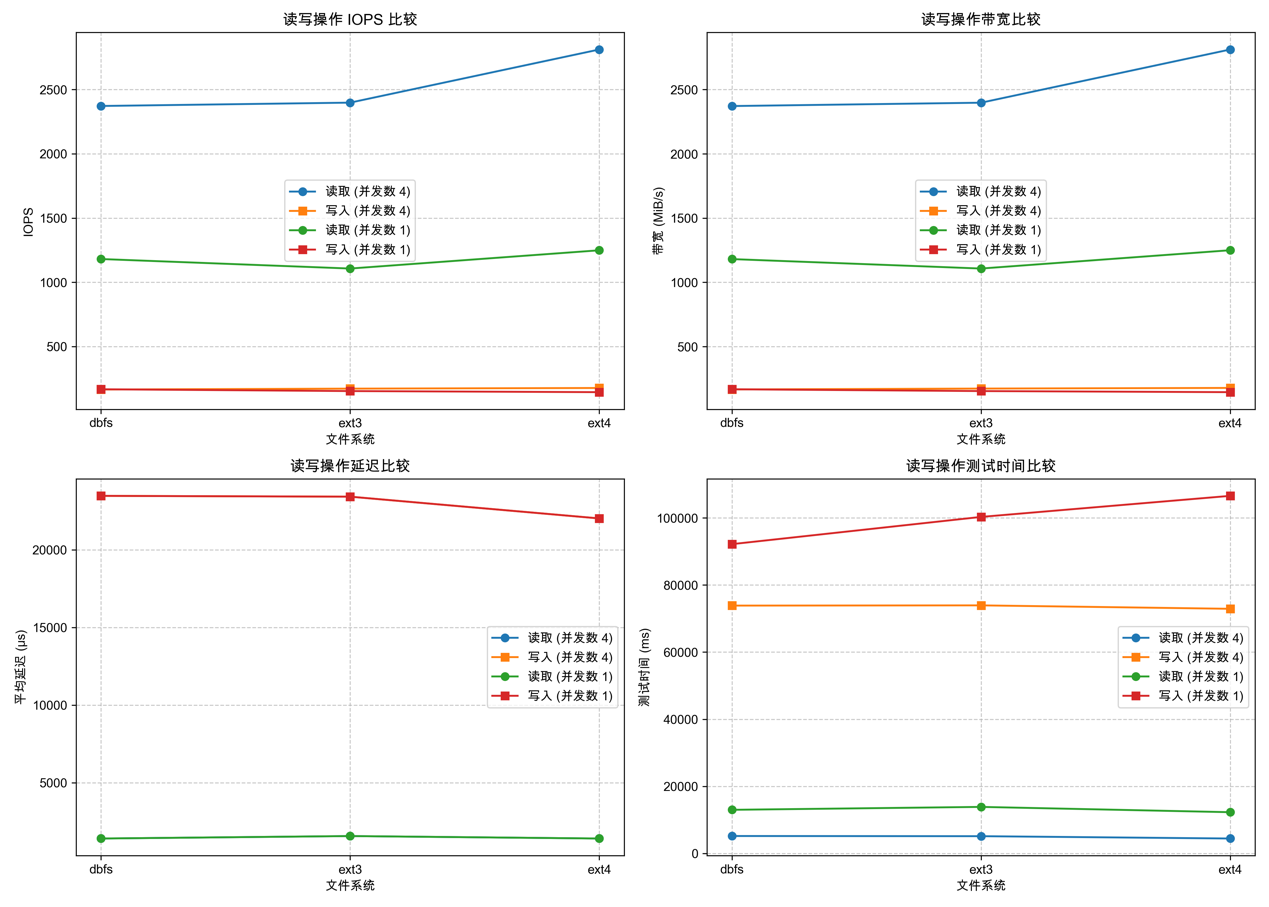 读写操作 IOPS 比较
IOPS
2500
2000
1500
1000
500
读取 (并发数 4)
写入 (并发数 4)
读取 (并发数 1)
写入 (并发数 1)
dbfs
ext3
ext4
文件系统
读写操作带宽比较
带宽 (MiB/s)
2500
2000
1500
1000
500
读取 (并发数 4)
写入 (并发数 4)
读取 (并发数 1)
写入 (并发数 1)
dbfs
ext3
ext4
文件系统
读写操作延迟比较
平均延迟 (μs)
20000
15000
10000
5000
读取 (并发数 4)
写入 (并发数 4)
读取 (并发数 1)
写入 (并发数 1)
dbfs
ext3
ext4
文件系统
读写操作测试时间比较
测试时间 (ms)
100000
80000
60000
40000
20000
0
读取 (并发数 4)
写入 (并发数 4)
读取 (并发数 1)
写入 (并发数 1)
dbfs
ext3
ext4
文件系统